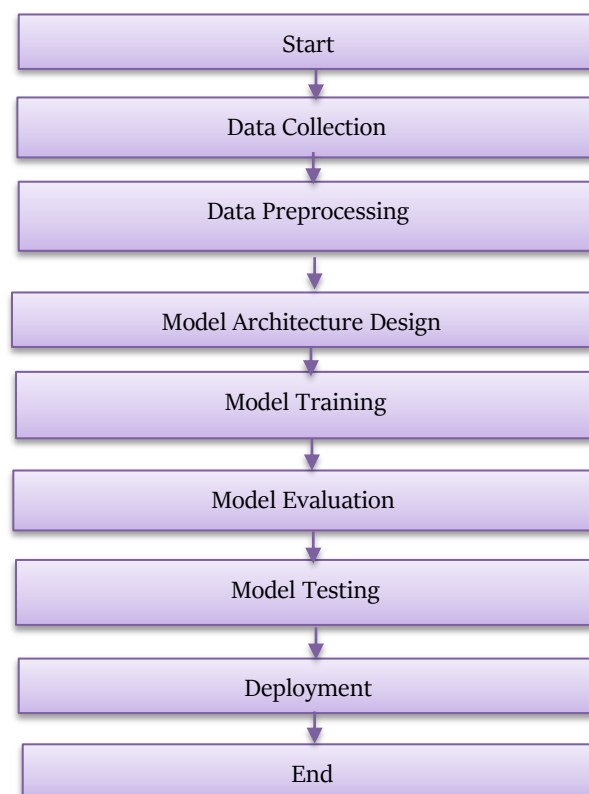 Start
Data Collection
Data Preprocessing
Model Architecture Design
Model Training
Model Evaluation
Model Testing
Deployment
End